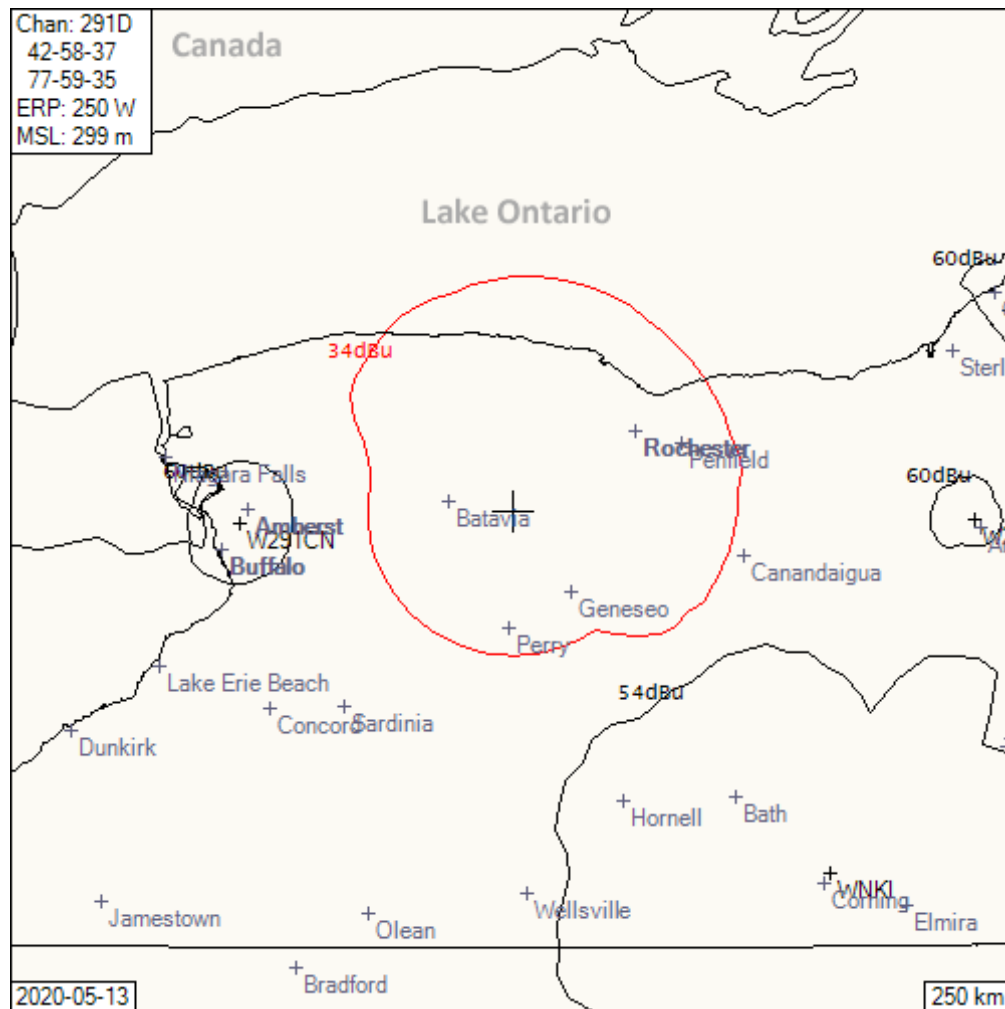 Chan: 291D
42-58-37
77-59-35
ERP: 250 W
MSL: 299 m
Canada
Lake Ontario
60dBu
34dBu
Sterl
Rochester
Penfield
Niagara Falls
60dBu
Batavia
Amherst
W291CN
Buffalo
Canandaigua
Geneseo
Perry
Lake Erie Beach
54dBu
Concord
Sardinia
Dunkirk
Hornell
Bath
WNKI
Corning
Wellsville
Elmira
Jamestown
Olean
Bradford
2020-05-13
250 km